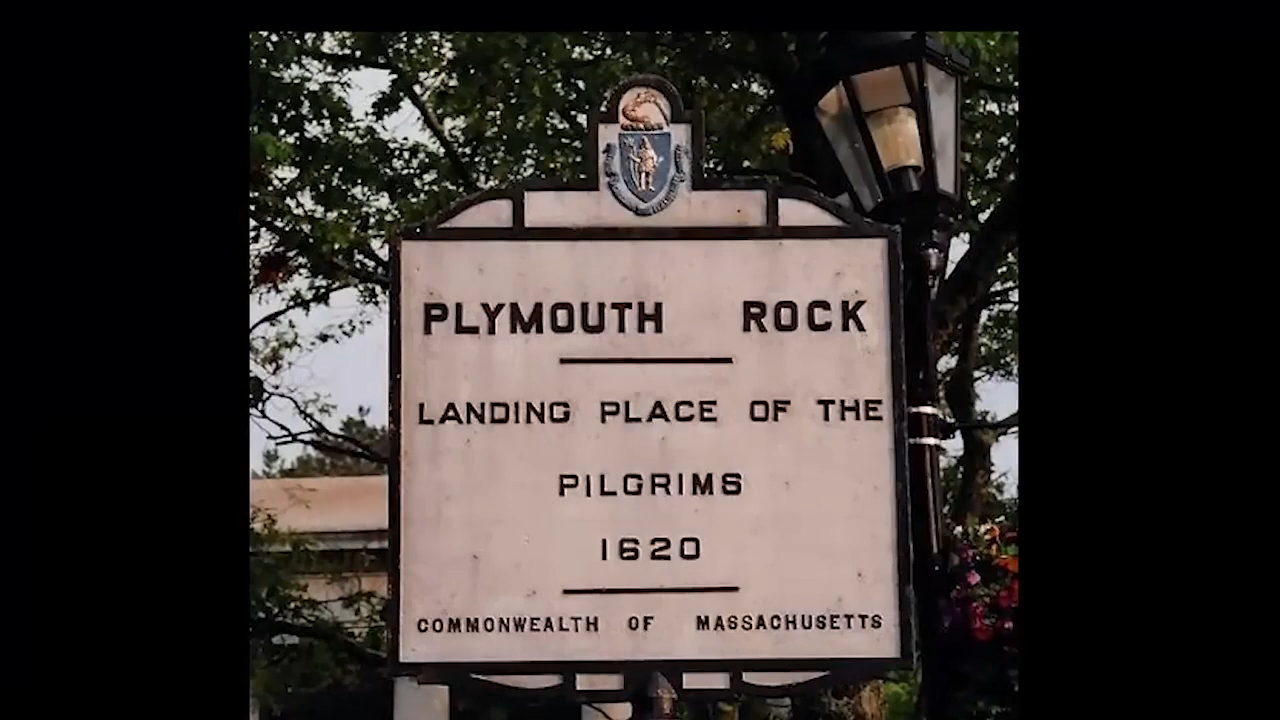 PLYMOUTH ROCK
LANDING PLACE OF THE
PILGRIMS
1620
COMMONWEALTH OF MASSACHUSETTS